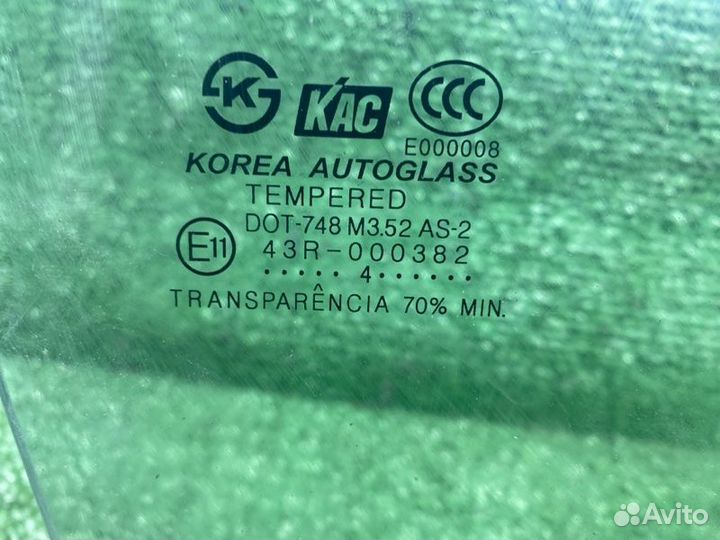 KS KAC CCC
E000008
KOREA AUTOGLASS
TEMPERED
DOT-748 M3.52 AS-2
E11 43R-000382
..... 4......
TRANSPARÊNCIA 70% MIN.
Avito